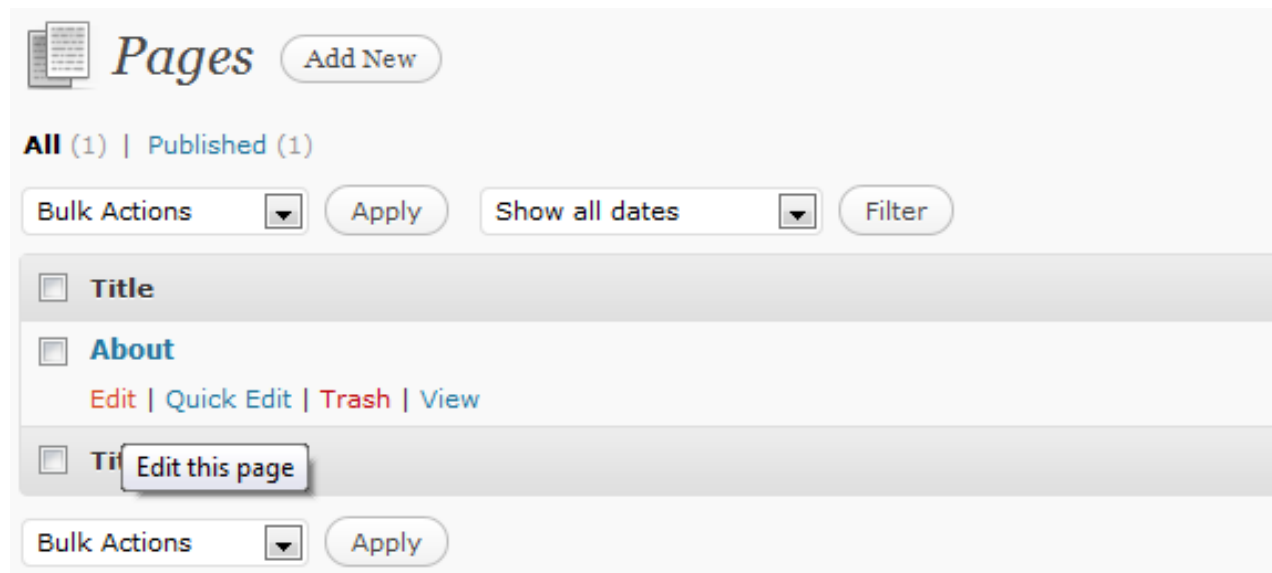 Pages Add New
All (1) | Published (1)
Bulk Actions Apply Show all dates Filter
Title
About
Edit | Quick Edit | Trash | View
Edit this page
Bulk Actions Apply